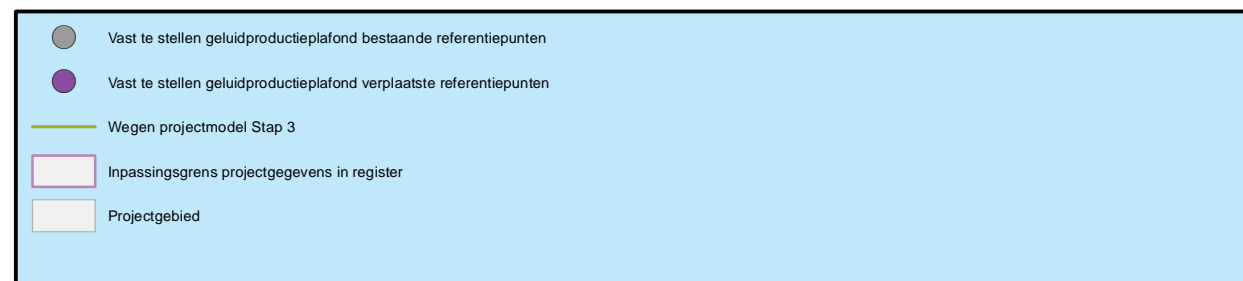 Vast te stellen geluidproductieplafond bestaande referentiepunten
Vast te stellen geluidproductieplafond verplaatste referentiepunten
Wegen projectmodel Stap 3
Inpassingsgrens projectgegevens in register
Projectgebied